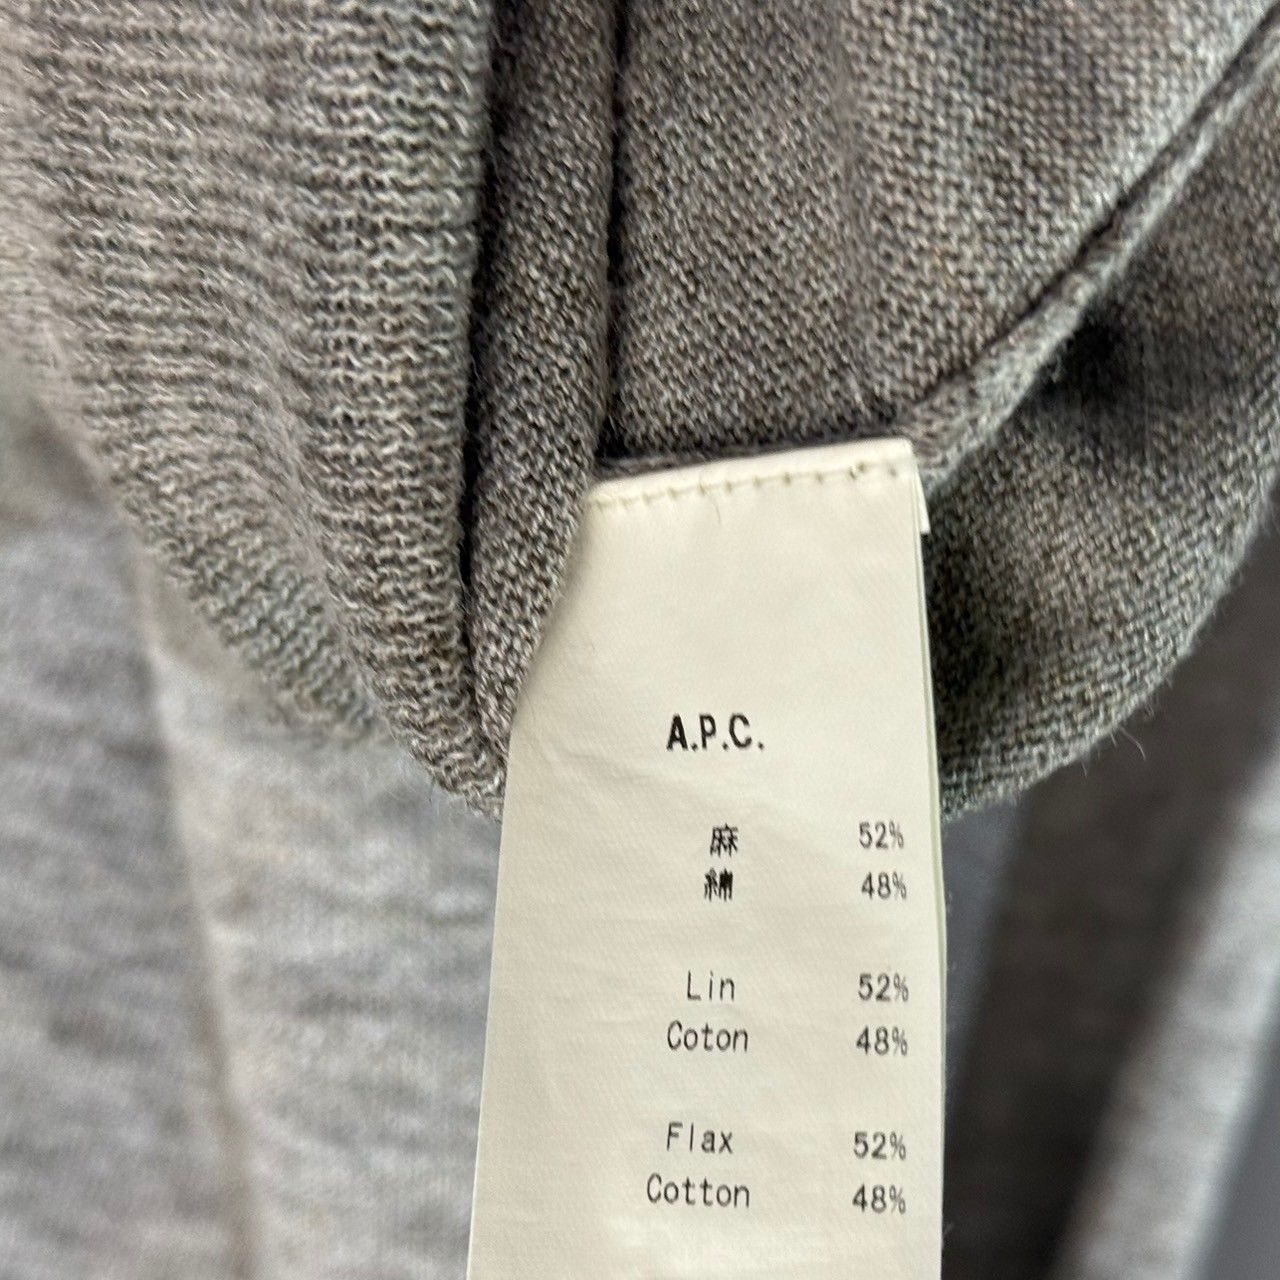 A.P.C.
麻 52%
綿 48%
Lin 52%
Coton 48%
Flax 52%
Cotton 48%